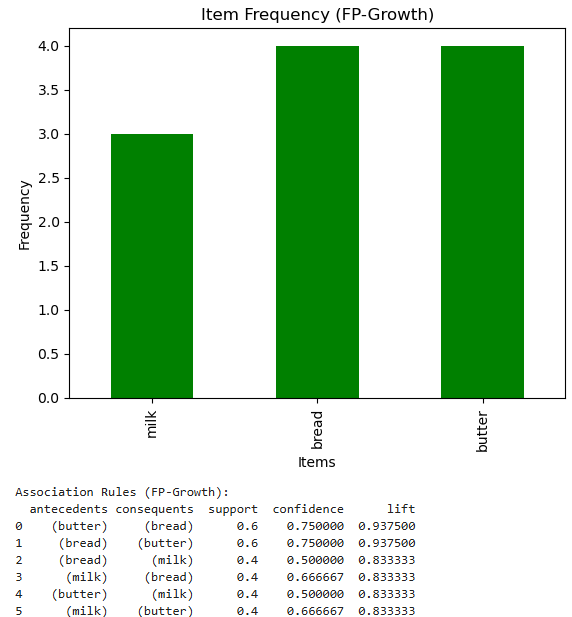 Item Frequency (FP-Growth)
4.0
3.5
3.0
2.5
2.0
1.5
1.0
0.5
0.0
Frequency
milk
bread
butter
Items
Association Rules (FP-Growth):
antecedents consequents support confidence lift
0 (butter) (bread) 0.6 0.750000 0.937500
1 (bread) (butter) 0.6 0.750000 0.937500
2 (bread) (milk) 0.4 0.500000 0.833333
3 (milk) (bread) 0.4 0.666667 0.833333
4 (butter) (milk) 0.4 0.500000 0.833333
5 (milk) (butter) 0.4 0.666667 0.833333